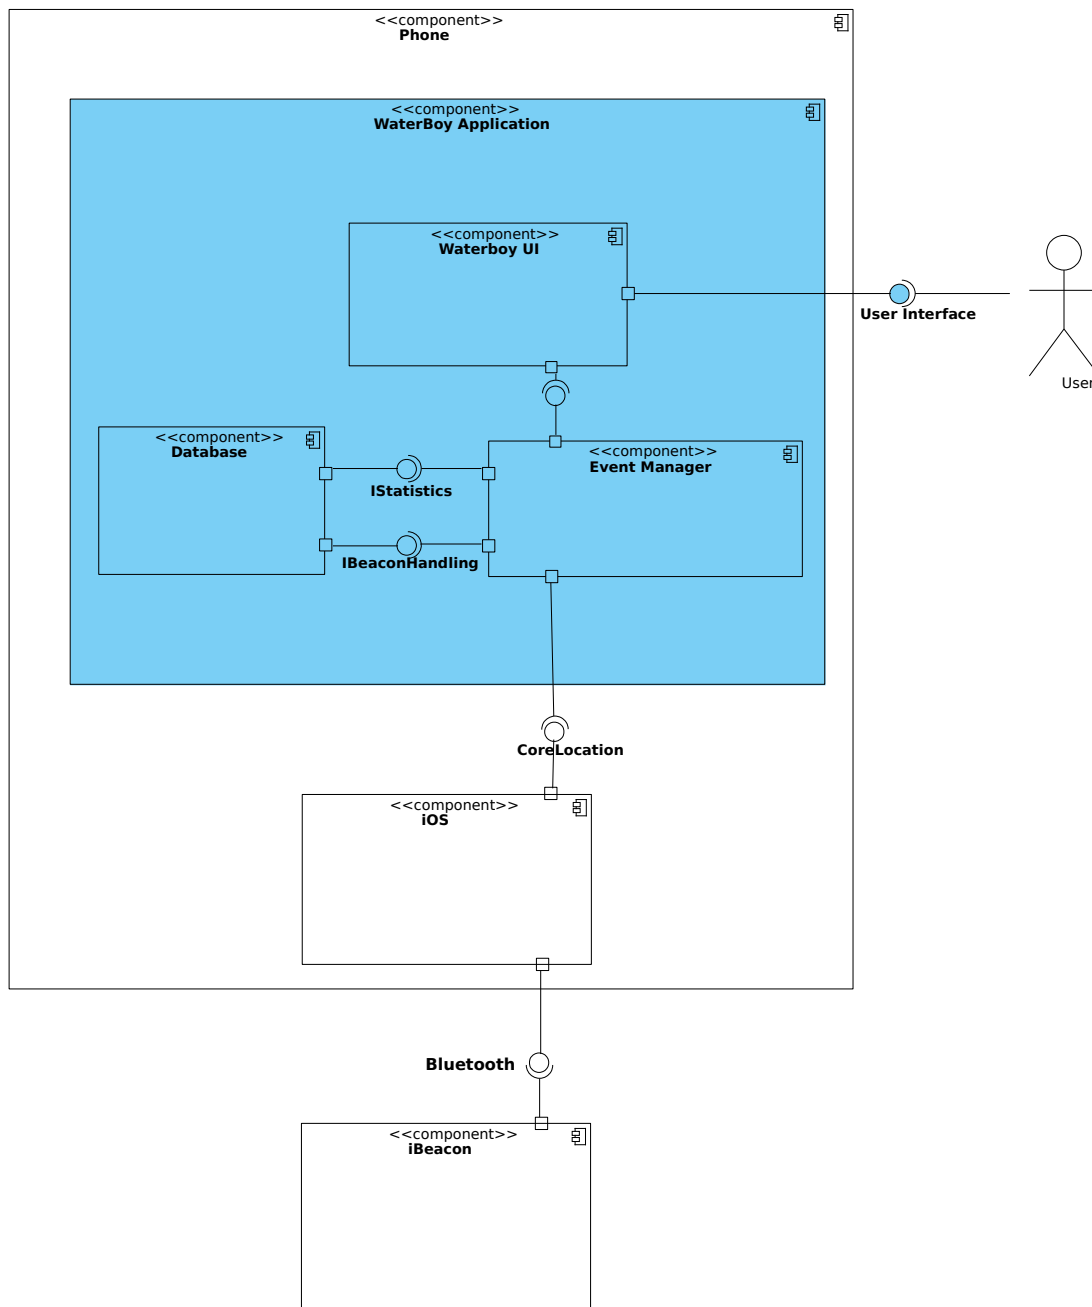 <<component>>
Phone
<<component>>
WaterBoy Application
<<component>>
Waterboy UI
User Interface
User
<<component>>
Database
<<component>>
Event Manager
IStatistics
IBeaconHandling
CoreLocation
<<component>>
iOS
Bluetooth
<<component>>
iBeacon